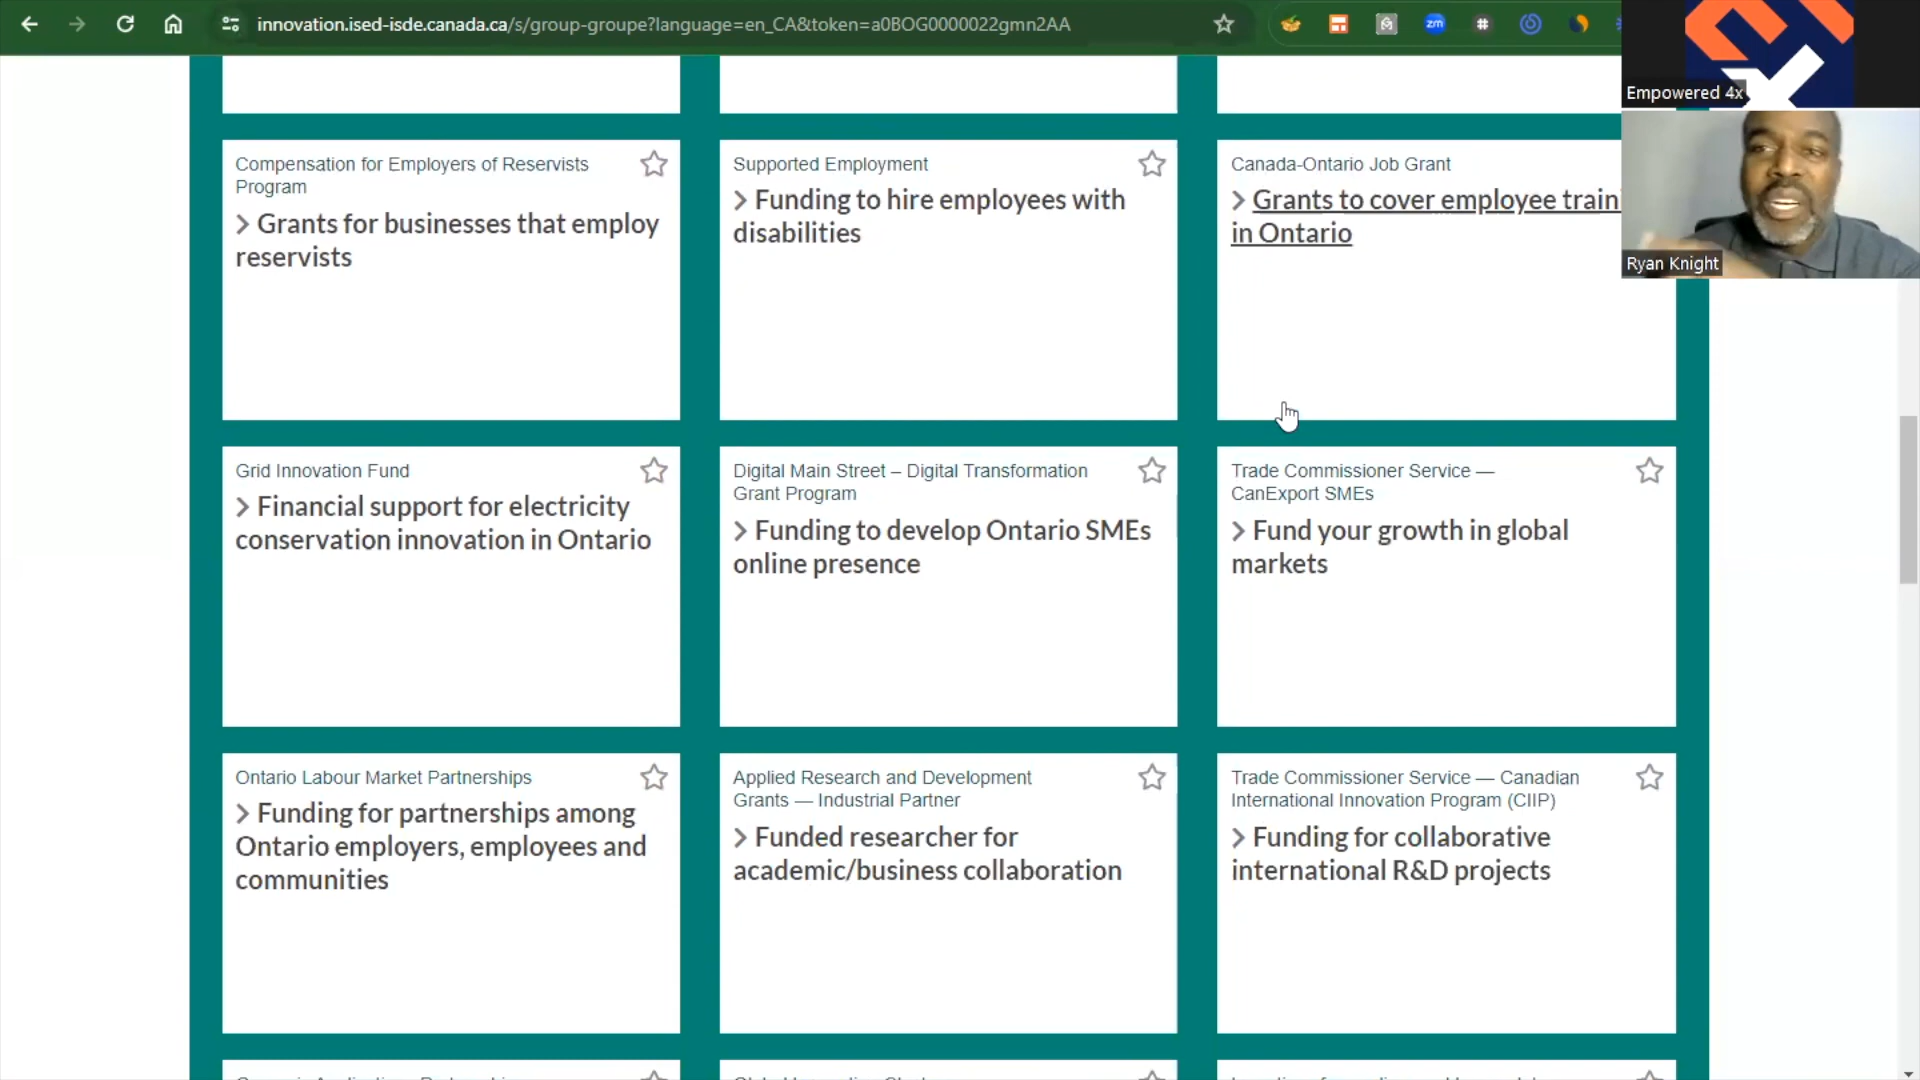 innovation.ised-isde.canada.ca/s/group-groupe?language=en_CA&token=a0BOG0000022gmn2AA
zm
Empowered 4x
Ryan Knight
Compensation for Employers of Reservists
Program
Grants for businesses that employ
reservists
Supported Employment
Funding to hire employees with
disabilities
Canada-Ontario Job Grant
Grants to cover employee traini
in Ontario
Grid Innovation Fund
Financial support for electricity
conservation innovation in Ontario
Digital Main Street – Digital Transformation
Grant Program
Funding to develop Ontario SMEs
online presence
Trade Commissioner Service —
CanExport SMEs
Fund your growth in global
markets
Ontario Labour Market Partnerships
Funding for partnerships among
Ontario employers, employees and
communities
Applied Research and Development
Grants — Industrial Partner
Funded researcher for
academic/business collaboration
Trade Commissioner Service — Canadian
International Innovation Program (CIIP)
Funding for collaborative
international R&D projects